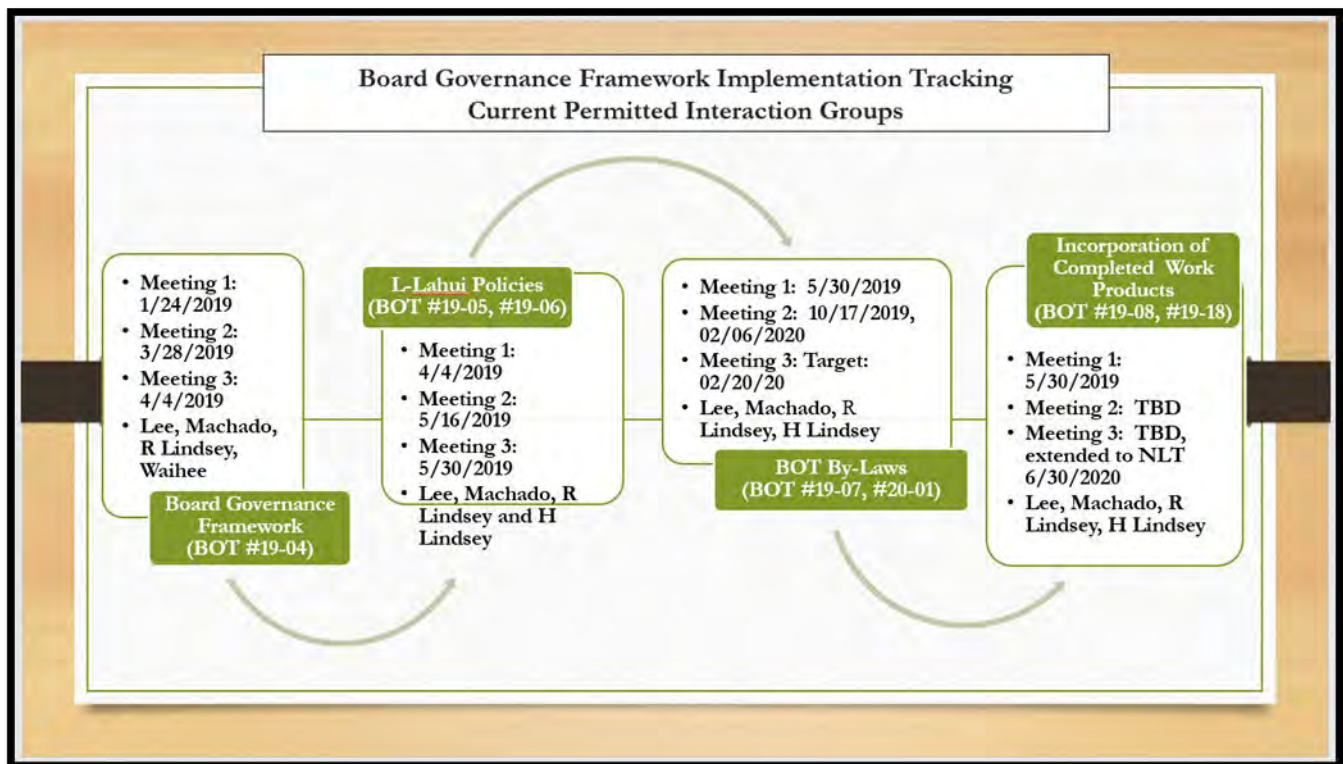 Board Governance Framework Implementation Tracking
Current Permitted Interaction Groups
• Meeting 1:
1/24/2019
• Meeting 2:
3/28/2019
• Meeting 3:
4/4/2019
• Lee, Machado,
R Lindsey,
Waihee
Board Governance
Framework
(BOT #19-04)
L-Lahui Policies
(BOT #19-05, #19-06)
• Meeting 1:
4/4/2019
• Meeting 2:
5/16/2019
• Meeting 3:
5/30/2019
• Lee, Machado, R
Lindsey and H
Lindsey
• Meeting 1: 5/30/2019
• Meeting 2: 10/17/2019,
02/06/2020
• Meeting 3: Target:
02/20/20
• Lee, Machado, R
Lindsey, H Lindsey
BOT By-Laws
(BOT #19-07, #20-01)
Incorporation of
Completed Work
Products
(BOT #19-08, #19-18)
• Meeting 1:
5/30/2019
• Meeting 2: TBD
• Meeting 3: TBD,
extended to NLT
6/30/2020
• Lee, Machado, R
Lindsey, H Lindsey